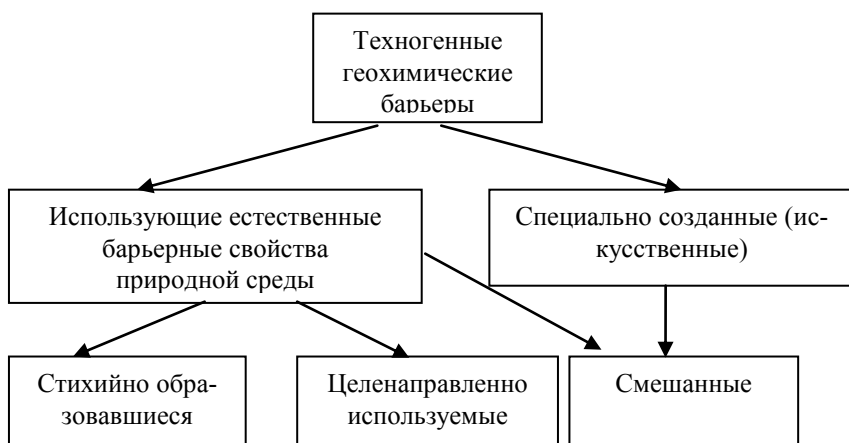 Техногенные
геохимические
барьеры
Использующие естественные
барьерные свойства
природной среды
Специально созданные (ис-
кусственные)
Стихийно обра-
зовавшиеся
Целенаправленно
используемые
Смешанные